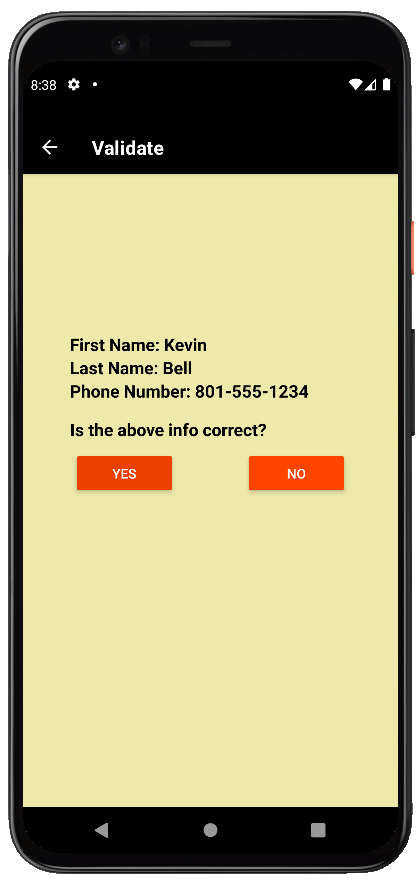 8:38
Validate
First Name: Kevin
Last Name: Bell
Phone Number: 801-555-1234
Is the above info correct?
YES
NO